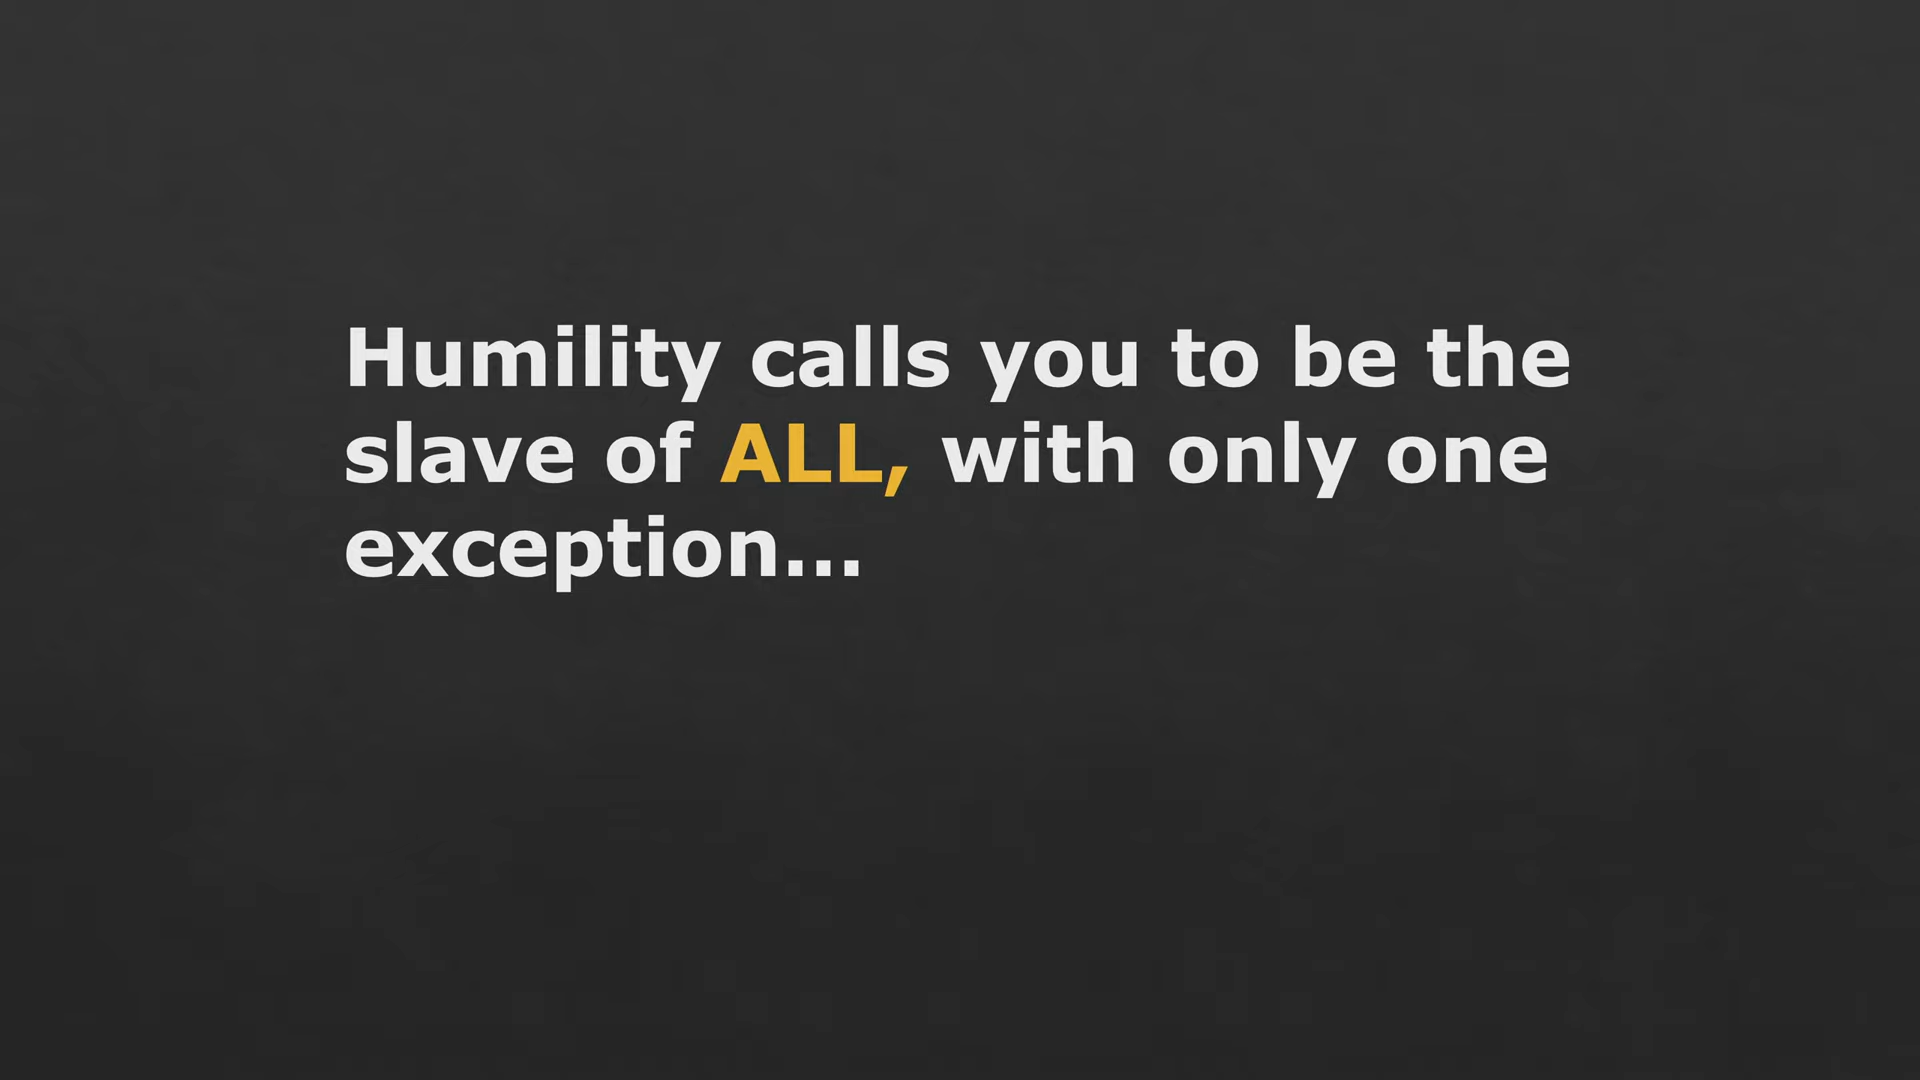 Humility calls you to be the
slave of ALL, with only one
exception…